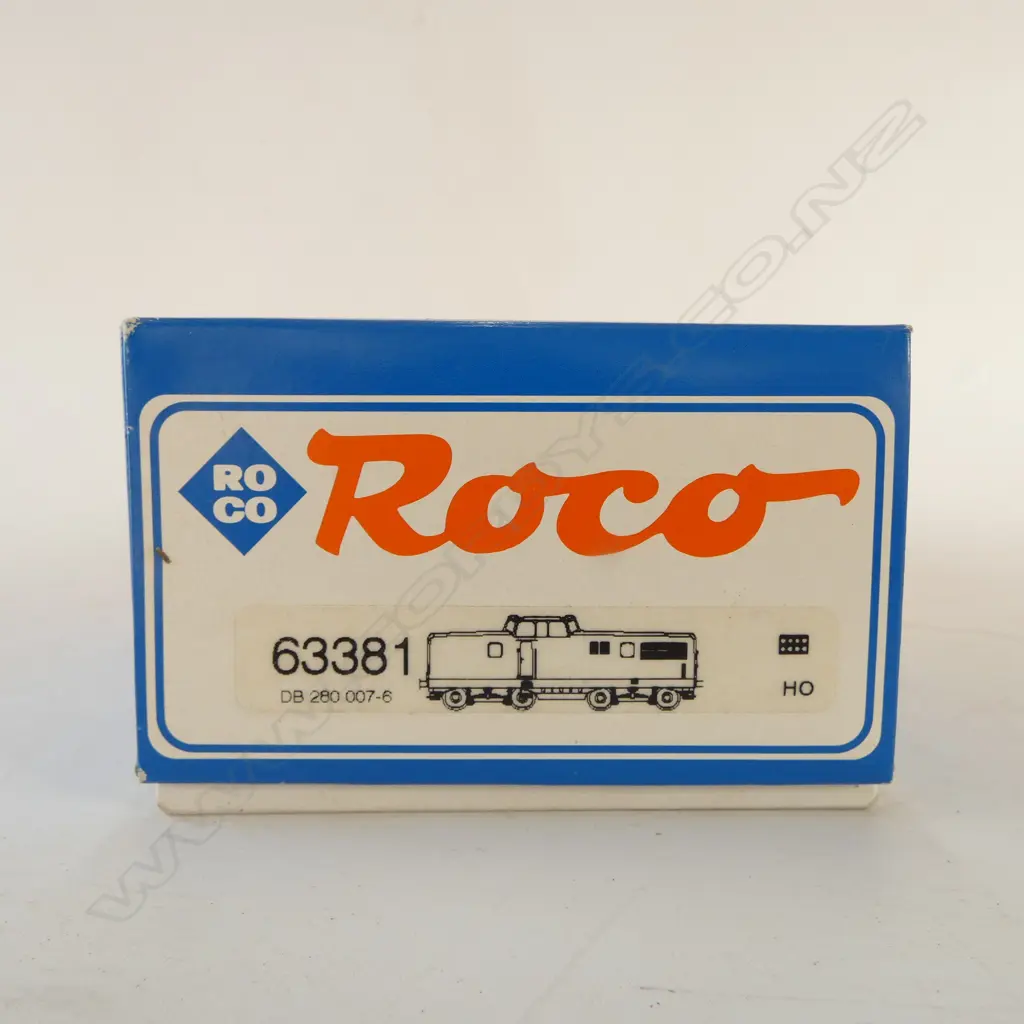 RO
CO
Roco
63381
DB 280 007-6
HO